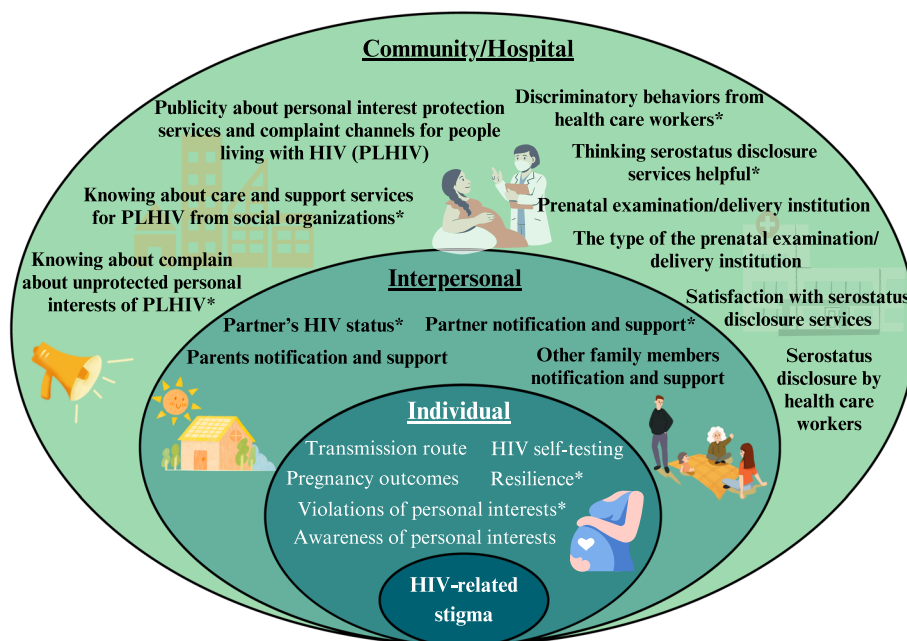 Community/Hospital
Publicity about personal interest protection
services and complaint channels for people
living with HIV (PLHIV)
Discriminatory behaviors from
health care workers*
Thinking serostatus disclosure
services helpful*
Knowing about care and support services
for PLHIV from social organizations*
Prenatal examination/delivery institution
The type of the prenatal examination/
delivery institution
Knowing about complain
about unprotected personal
interests of PLHIV*
Satisfaction with serostatus
disclosure services
Serostatus
disclosure by
health care
workers
Interpersonal
Partner's HIV status*
Partner notification and support*
Parents notification and support
Other family members
notification and support
Individual
Transmission route
HIV self-testing
Pregnancy outcomes
Resilience*
Violations of personal interests*
Awareness of personal interests
HIV-related
stigma